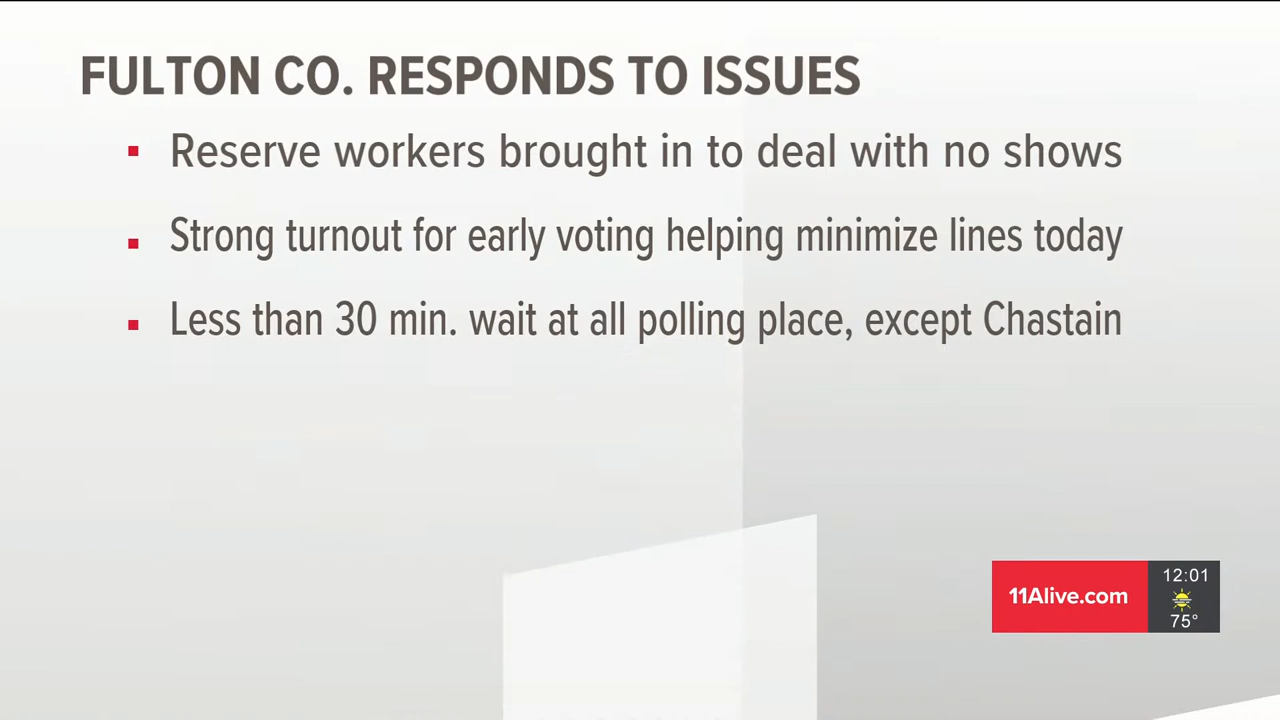 FULTON CO. RESPONDS TO ISSUES
Reserve workers brought in to deal with no shows
Strong turnout for early voting helping minimize lines today
Less than 30 min. wait at all polling place, except Chastain
11Alive.com
12:01
75°